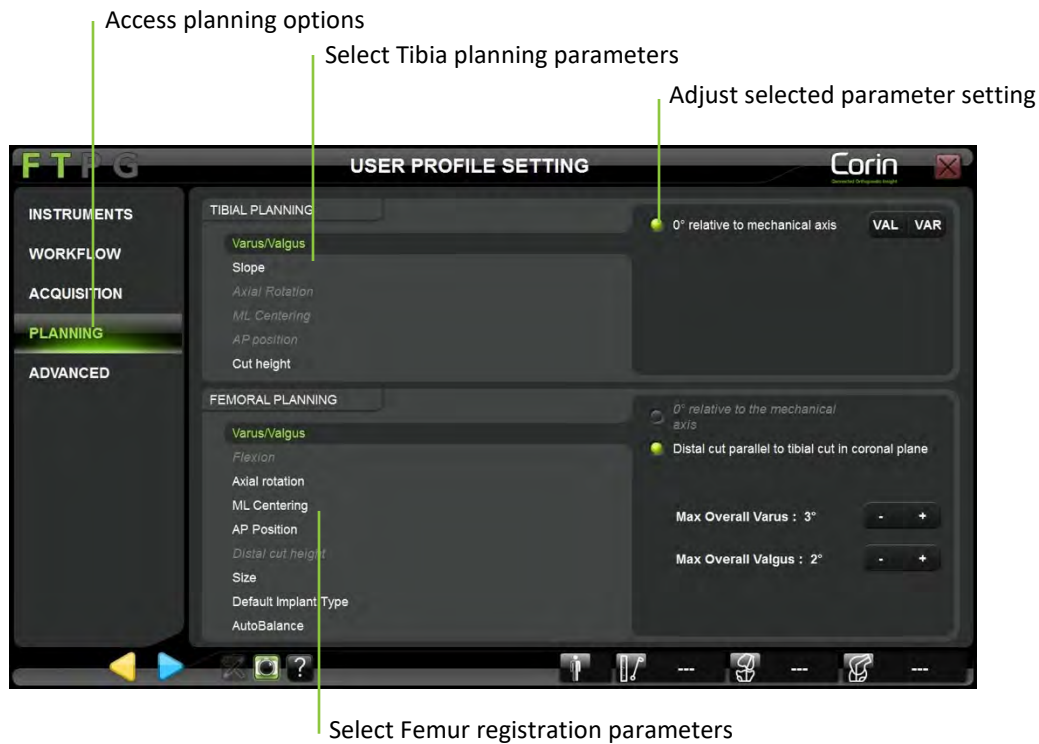 Access planning options
Select Tibia planning parameters
Adjust selected parameter setting
F T P G
USER PROFILE SETTING
Corin
Connected Orthopaedic Insight
INSTRUMENTS
WORKFLOW
ACQUISITION
PLANNING
ADVANCED
TIBIAL PLANNING
Varus/Valgus
Slope
Axial Rotation
ML Centering
AP position
Cut height
0° relative to mechanical axis
VAL VAR
FEMORAL PLANNING
Varus/Valgus
Flexion
Axial rotation
ML Centering
AP Position
Distal cut height
Size
Default Implant Type
AutoBalance
0° relative to the mechanical
axis
Distal cut parallel to tibial cut in coronal plane
Max Overall Varus : 3° - +
Max Overall Valgus : 2° - +
? --- --- ---
Select Femur registration parameters